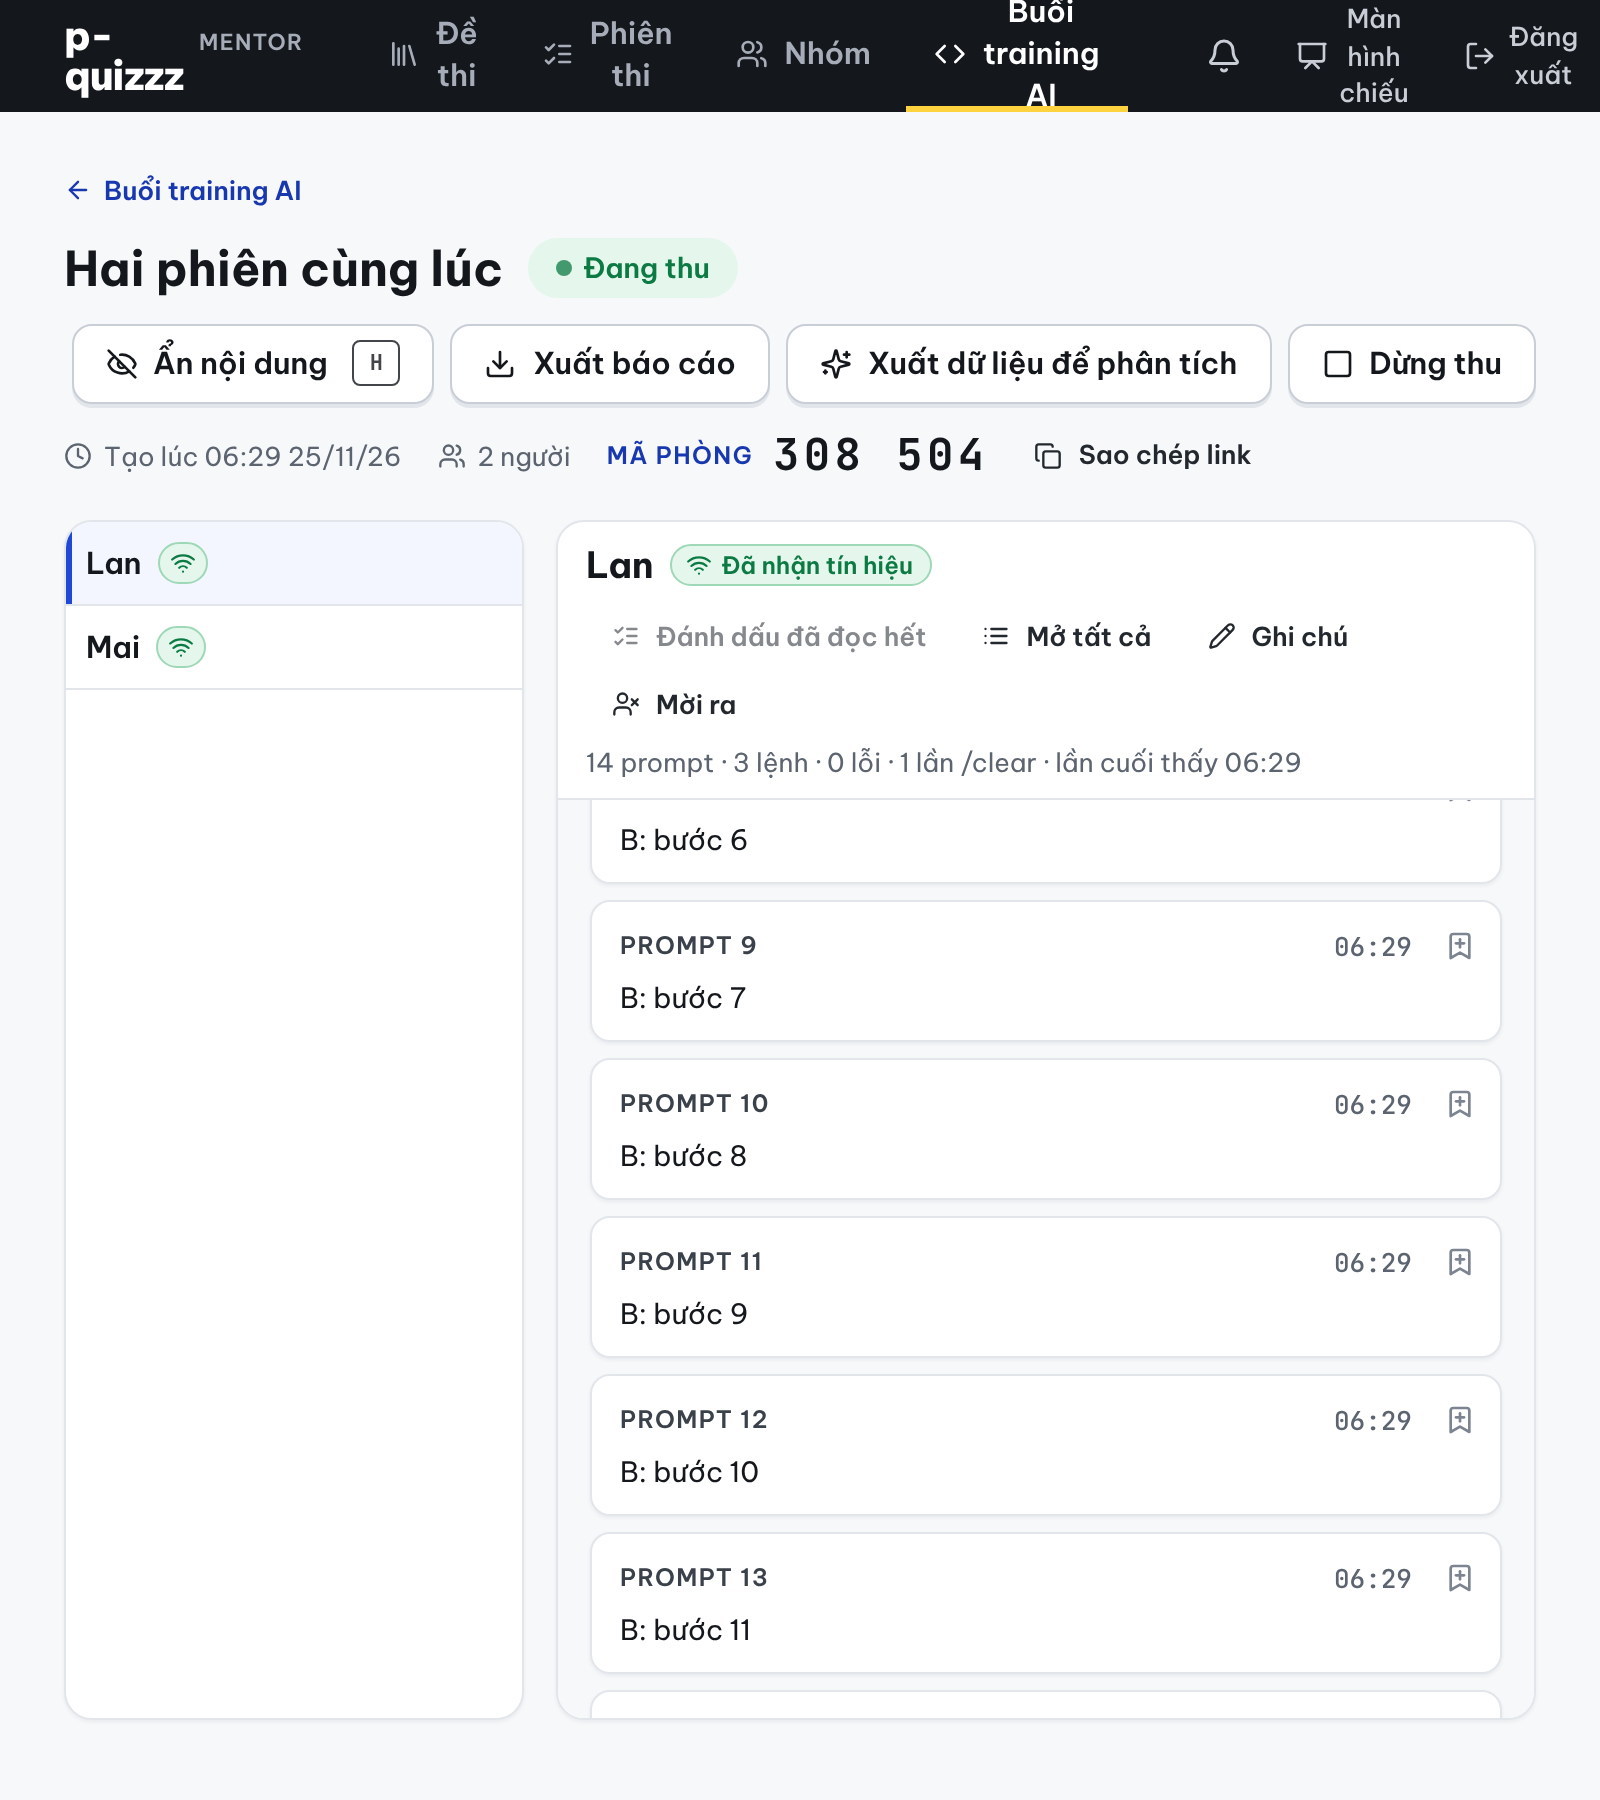 p-
quizzz
MENTOR
Đề
thi
Phiên
thi
Nhóm
Buổi
training
AI
Màn
hình
chiếu
Đăng
xuất
Buổi training AI
Hai phiên cùng lúc
Đang thu
Ẩn nội dung H
Xuất báo cáo
Xuất dữ liệu để phân tích
Dừng thu
Tạo lúc 06:29 25/11/26
2 người
MÃ PHÒNG 308 504
Sao chép link
Lan
Mai
Lan
Đã nhận tín hiệu
Đánh dấu đã đọc hết
Mở tất cả
Ghi chú
Mời ra
14 prompt · 3 lệnh · 0 lỗi · 1 lần /clear · lần cuối thấy 06:29
B: bước 6
PROMPT 9 06:29
B: bước 7
PROMPT 10 06:29
B: bước 8
PROMPT 11 06:29
B: bước 9
PROMPT 12 06:29
B: bước 10
PROMPT 13 06:29
B: bước 11